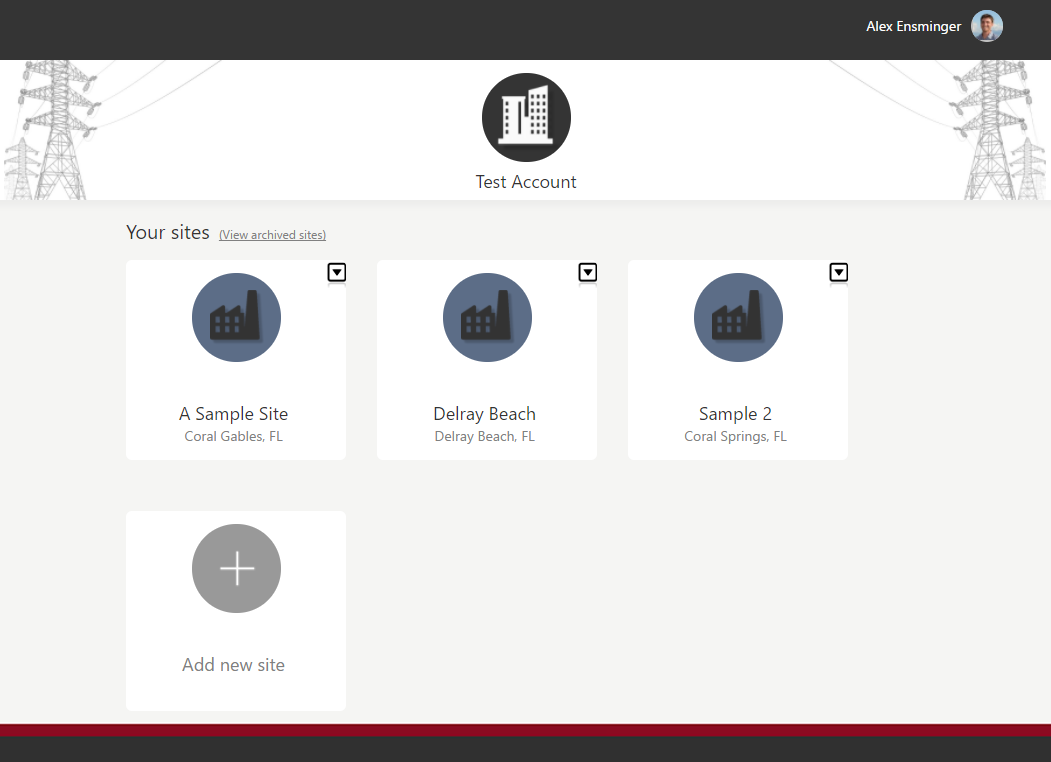 Alex Ensminger
Test Account
Your sites (View archived sites)
A Sample Site
Coral Gables, FL
Delray Beach
Delray Beach, FL
Sample 2
Coral Springs, FL
Add new site